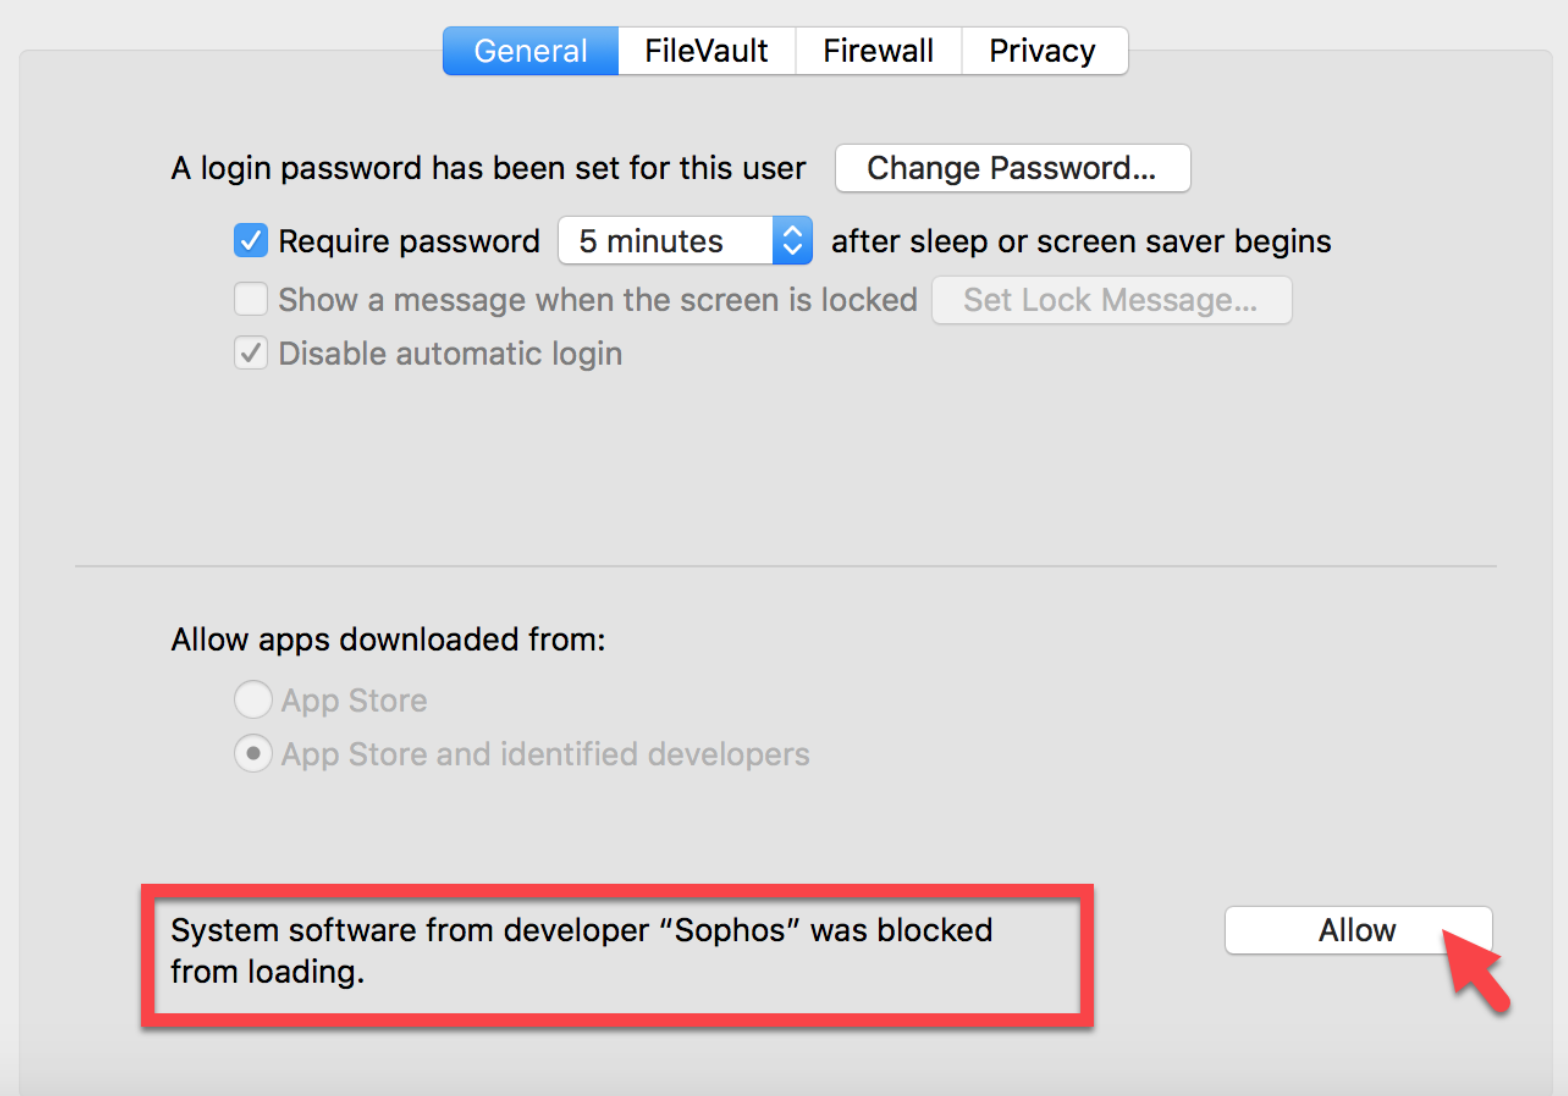 General FileVault Firewall Privacy
A login password has been set for this user Change Password...
Require password 5 minutes after sleep or screen saver begins
Show a message when the screen is locked Set Lock Message...
Disable automatic login
Allow apps downloaded from:
App Store
App Store and identified developers
System software from developer “Sophos” was blocked Allow
from loading.